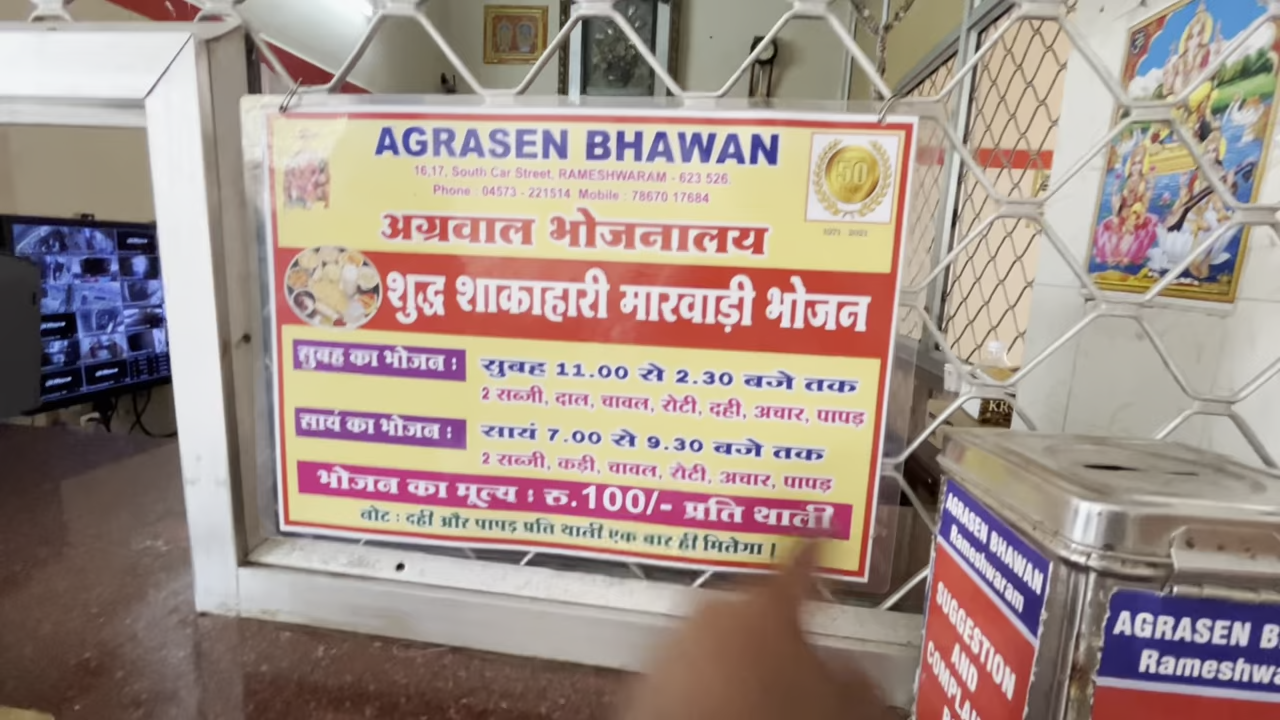 AGRASEN BHAWAN
16,17, South Car Street, RAMESHWARAM - 623 526.
Phone : 04573 - 221514 Mobile : 78670 17684
50
1971 2021
अग्रवाल भोजनालय
शुद्ध शाकाहारी मारवाड़ी भोजन
सुबह का भोजन : सुबह 11.00 से 2.30 बजे तक
2 सब्जी, दाल, चावल, रोटी, दही, अचार, पापड़
सायं का भोजन : सायं 7.00 से 9.30 बजे तक
2 सब्जी, कड़ी, चावल, रोटी, अचार, पापड़
भोजन का मूल्य : रु.100/- प्रति थाली
नोट : दही और पापड़ प्रति थाली एक बार ही मिलेगा |
AGRASEN BHAWAN
Rameshwaram
SUGGESTION
AND
AGRASEN B
Rameshwa